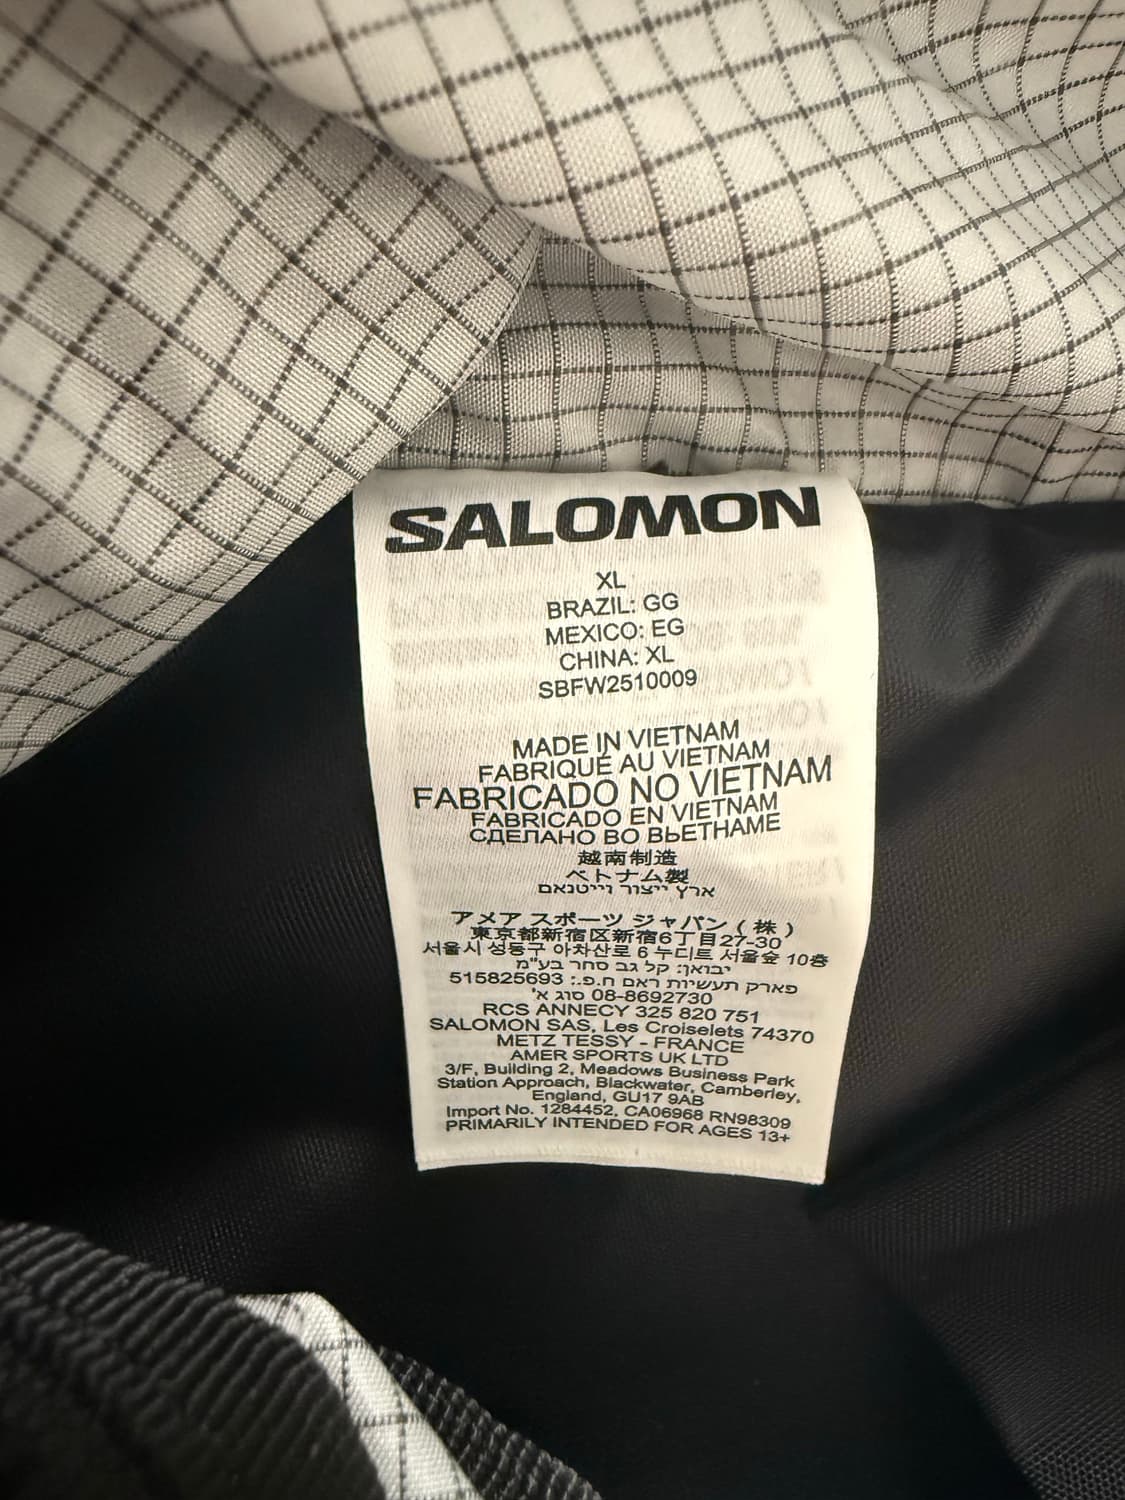 SALOMON
XL
BRAZIL: GG
MEXICO: EG
CHINA: XL
SBFW2510009
MADE IN VIETNAM
FABRIQUÉ AU VIETNAM
FABRICADO NO VIETNAM
FABRICADO EN VIETNAM
СДЕЛАНО ВО ВЬЕТНАМЕ
越南制造
ベトナム製
ארץ ייצור וייטנאם
アメア スポーツ ジャパン ( 株 )
東京都新宿区新宿6丁目27-30
서울시 성동구 아차산로 6 누디트 서울숲 10층
יבואן: קל גב סחר בע"מ
פארק תעשיות ראם ח.פ.: 515825693
08-8692730 סוג א'
RCS ANNECY 325 820 751
SALOMON SAS, Les Croiselets 74370
METZ TESSY - FRANCE
AMER SPORTS UK LTD
3/F, Building 2, Meadows Business Park
Station Approach, Blackwater, Camberley,
England, GU17 9AB
Import No. 1284452, CA06968 RN98309
PRIMARILY INTENDED FOR AGES 13+